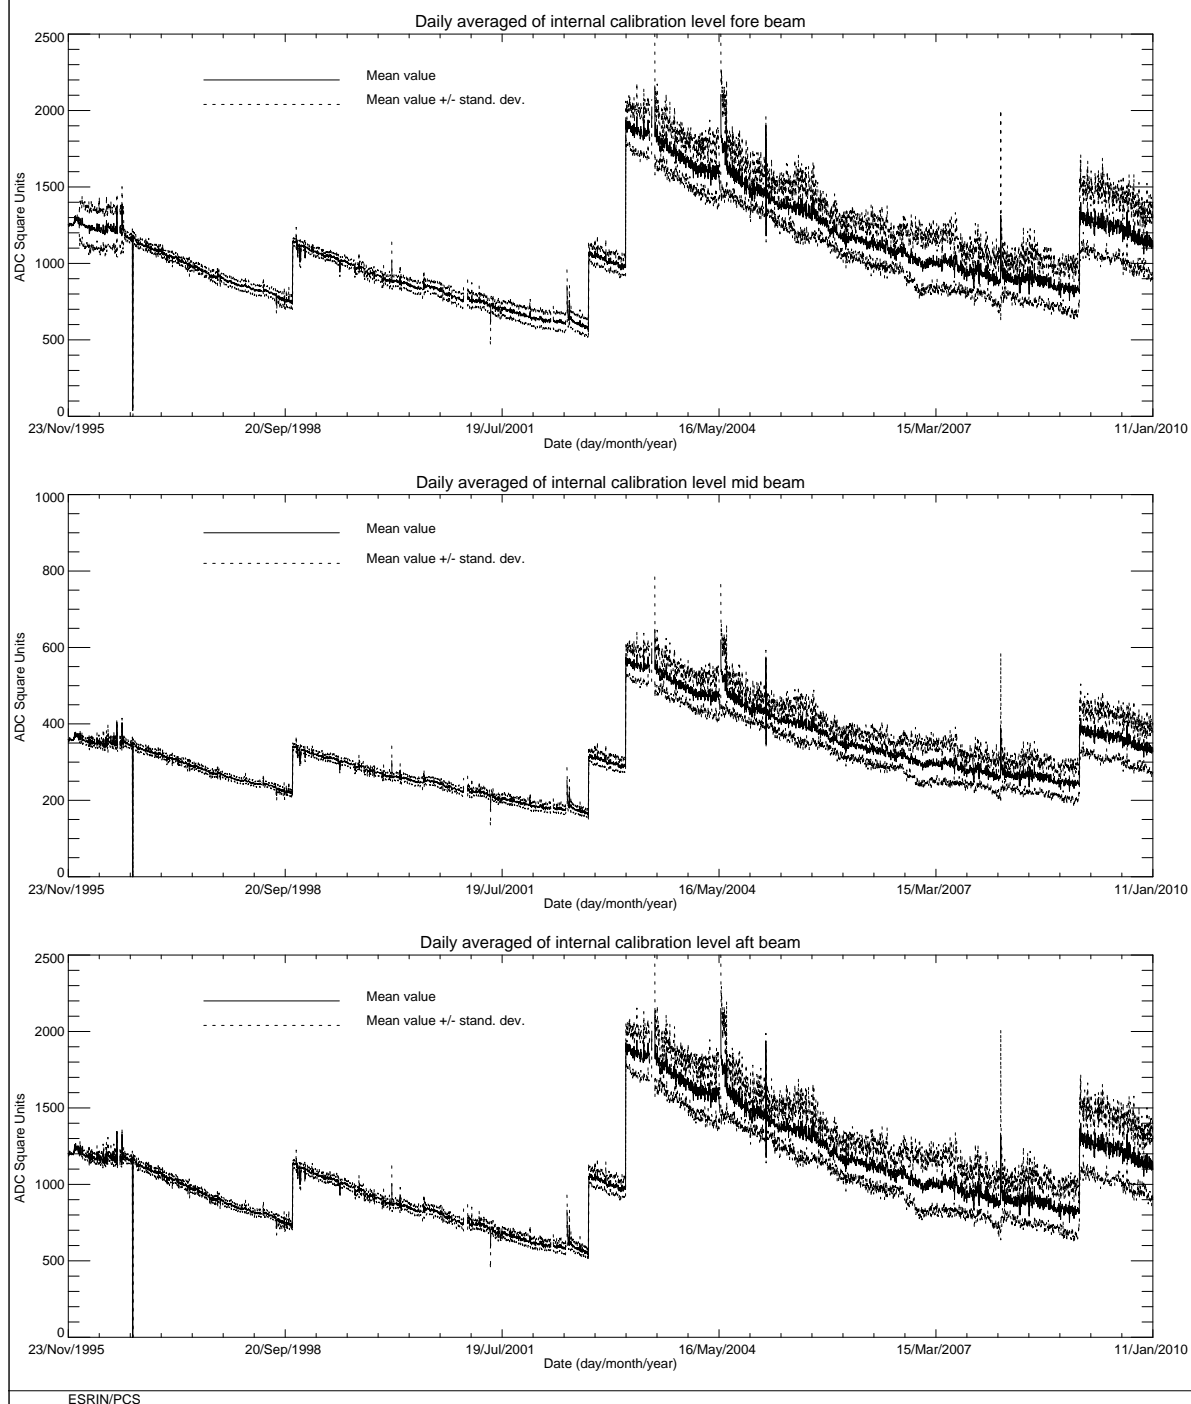 Daily averaged of internal calibration level fore beam
2500
2000
1500
1000
500
0
ADC Square Units
Mean value
Mean value +/- stand. dev.
23/Nov/1995 20/Sep/1998 19/Jul/2001 16/May/2004 15/Mar/2007 11/Jan/2010
Date (day/month/year)
Daily averaged of internal calibration level mid beam
1000
800
600
400
200
0
ADC Square Units
Mean value
Mean value +/- stand. dev.
23/Nov/1995 20/Sep/1998 19/Jul/2001 16/May/2004 15/Mar/2007 11/Jan/2010
Date (day/month/year)
Daily averaged of internal calibration level aft beam
2500
2000
1500
1000
500
0
ADC Square Units
Mean value
Mean value +/- stand. dev.
23/Nov/1995 20/Sep/1998 19/Jul/2001 16/May/2004 15/Mar/2007 11/Jan/2010
Date (day/month/year)
ESRIN/PCS